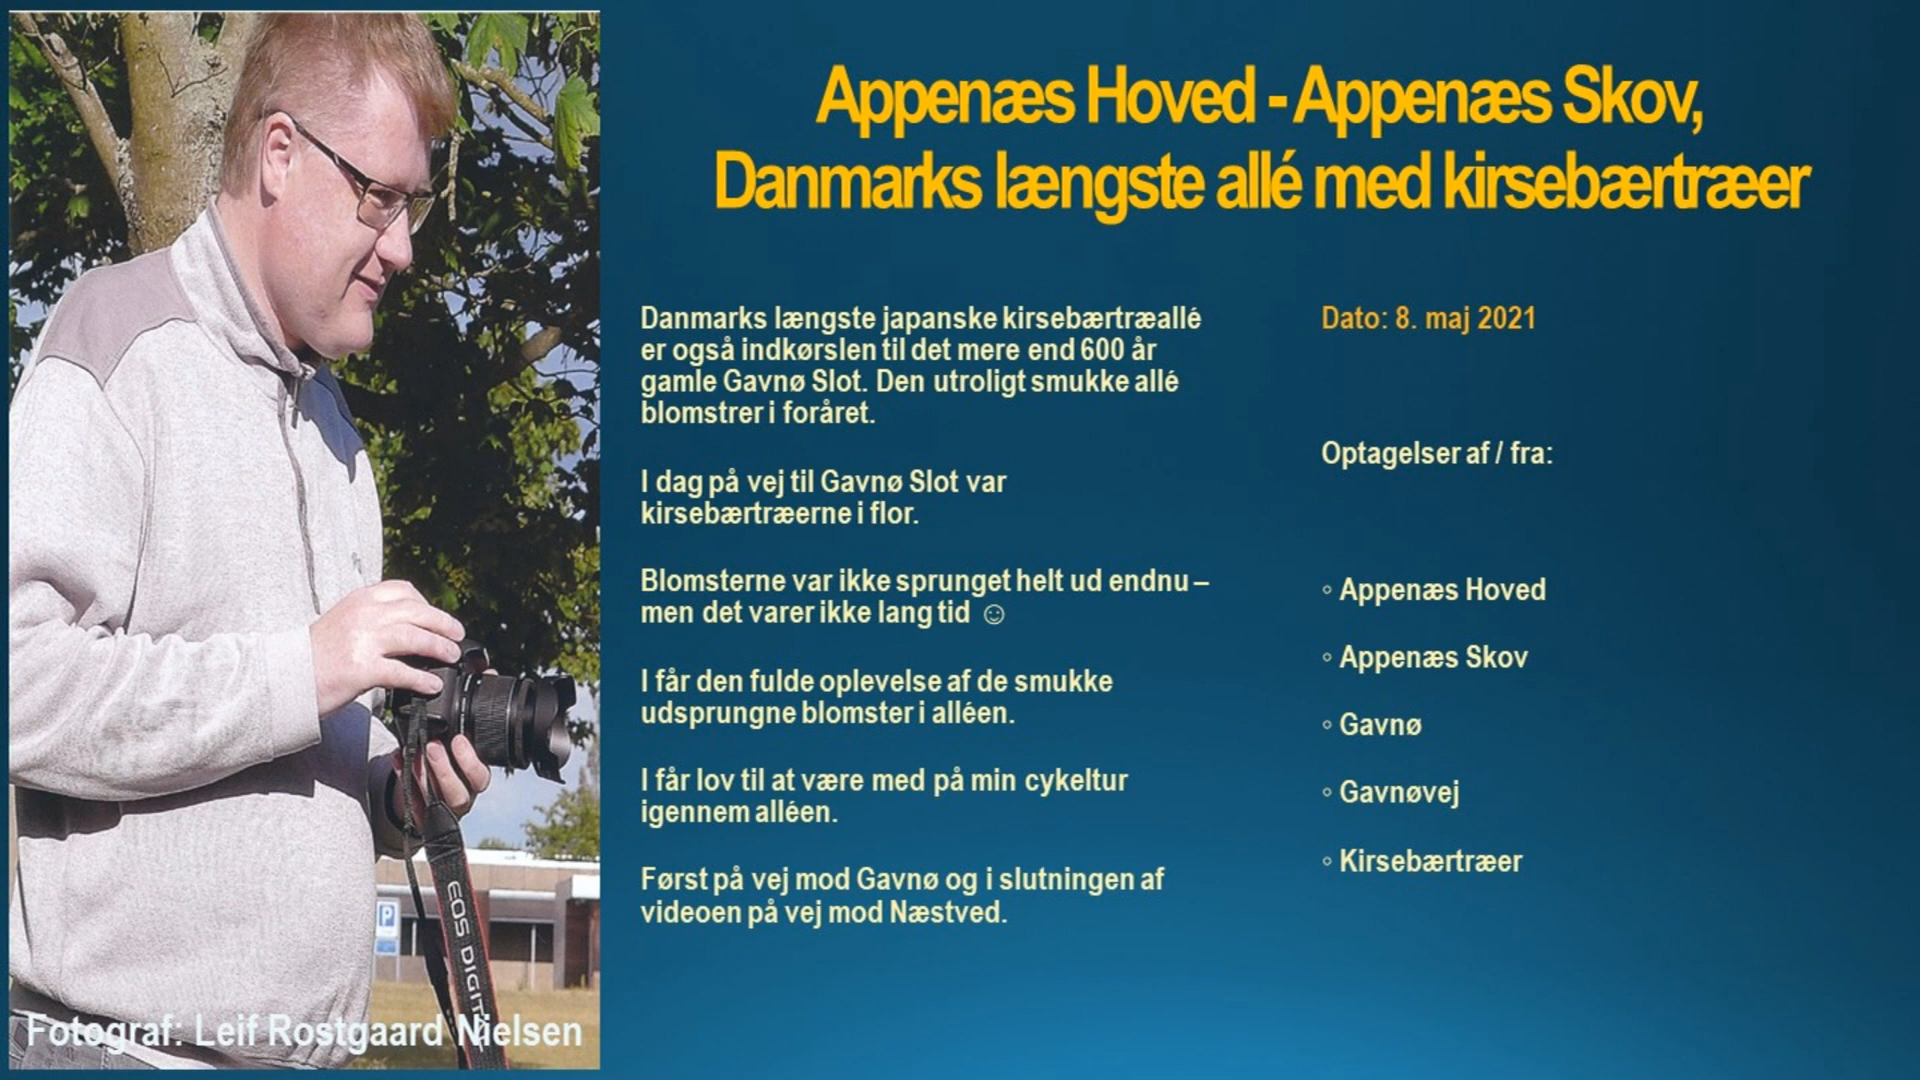 Appenæs Hoved - Appenæs Skov,
Danmarks længste allé med kirsebærtræer
Danmarks længste japanske kirsebærtræallé
er også indkørslen til det mere end 600 år
gamle Gavnø Slot. Den utroligt smukke allé
blomstrer i foråret.
I dag på vej til Gavnø Slot var
kirsebærtræerne i flor.
Blomsterne var ikke sprunget helt ud endnu –
men det varer ikke lang tid ☺
I får den fulde oplevelse af de smukke
udsprungne blomster i alléen.
I får lov til at være med på min cykeltur
igennem alléen.
Først på vej mod Gavnø og i slutningen af
videoen på vej mod Næstved.
Dato: 8. maj 2021
Optagelser af / fra:
◦ Appenæs Hoved
◦ Appenæs Skov
◦ Gavnø
◦ Gavnøvej
◦ Kirsebærtræer
P
EOS DIGIT
Fotograf: Leif Rostgaard Nielsen